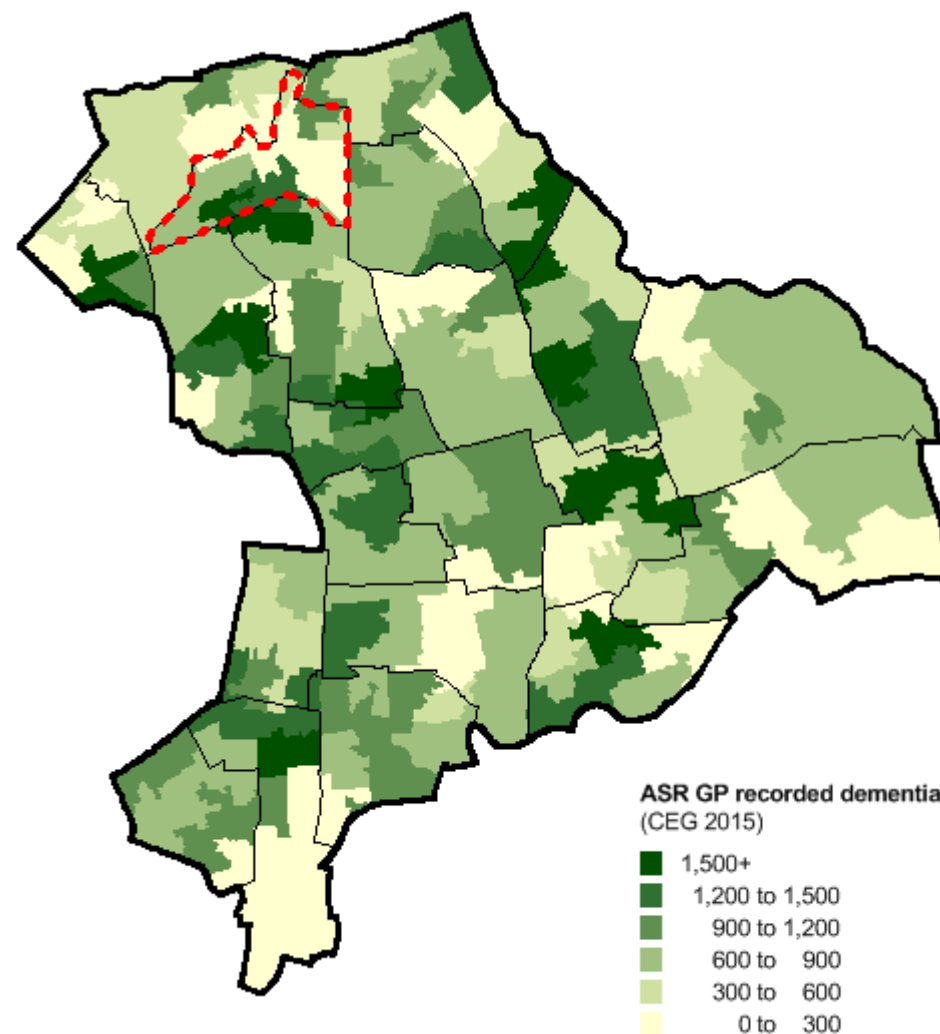 ASR GP recorded dementia
(CEG 2015)
1,500+
1,200 to 1,500
900 to 1,200
600 to 900
300 to 600
0 to 300